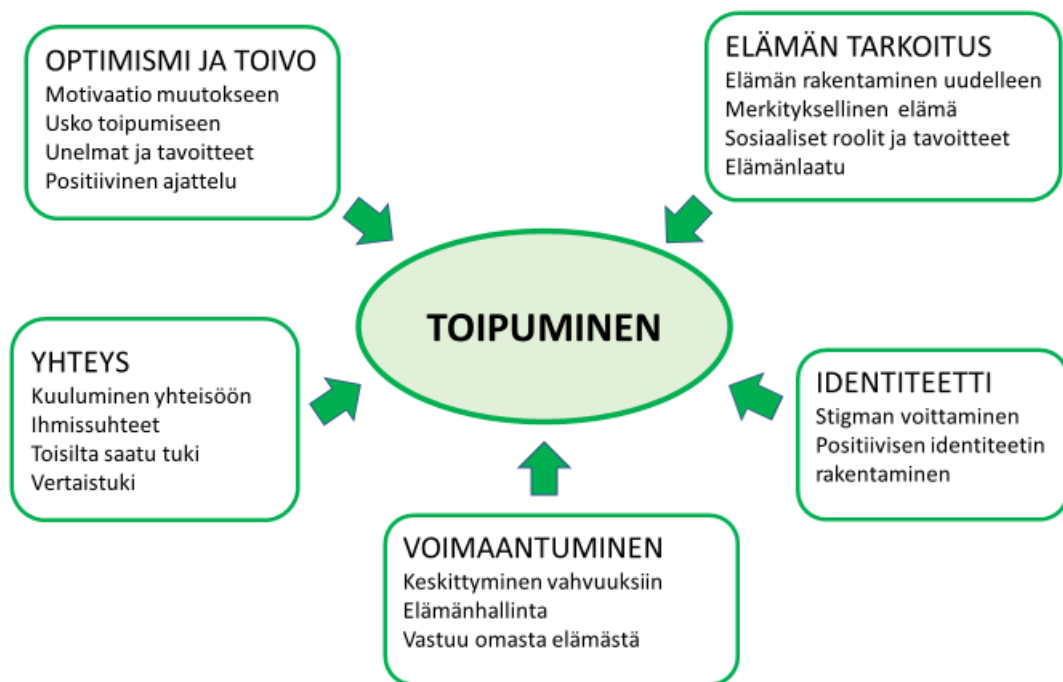 OPTIMISMI JA TOIVO
Motivaatio muutokseen
Usko toipumiseen
Unelmat ja tavoitteet
Positiivinen ajattelu
ELÄMÄN TARKOITUS
Elämän rakentaminen uudelleen
Merkityksellinen elämä
Sosiaaliset roolit ja tavoitteet
Elämänlaatu
TOIPUMINEN
YHTEYS
Kuuluminen yhteisöön
Ihmissuhteet
Toisilta saatu tuki
Vertaistuki
IDENTITEETTI
Stigman voittaminen
Positiivisen identiteetin
rakentaminen
VOIMAANTUMINEN
Keskittyminen vahvuuksiin
Elämänhallinta
Vastuu omasta elämästä